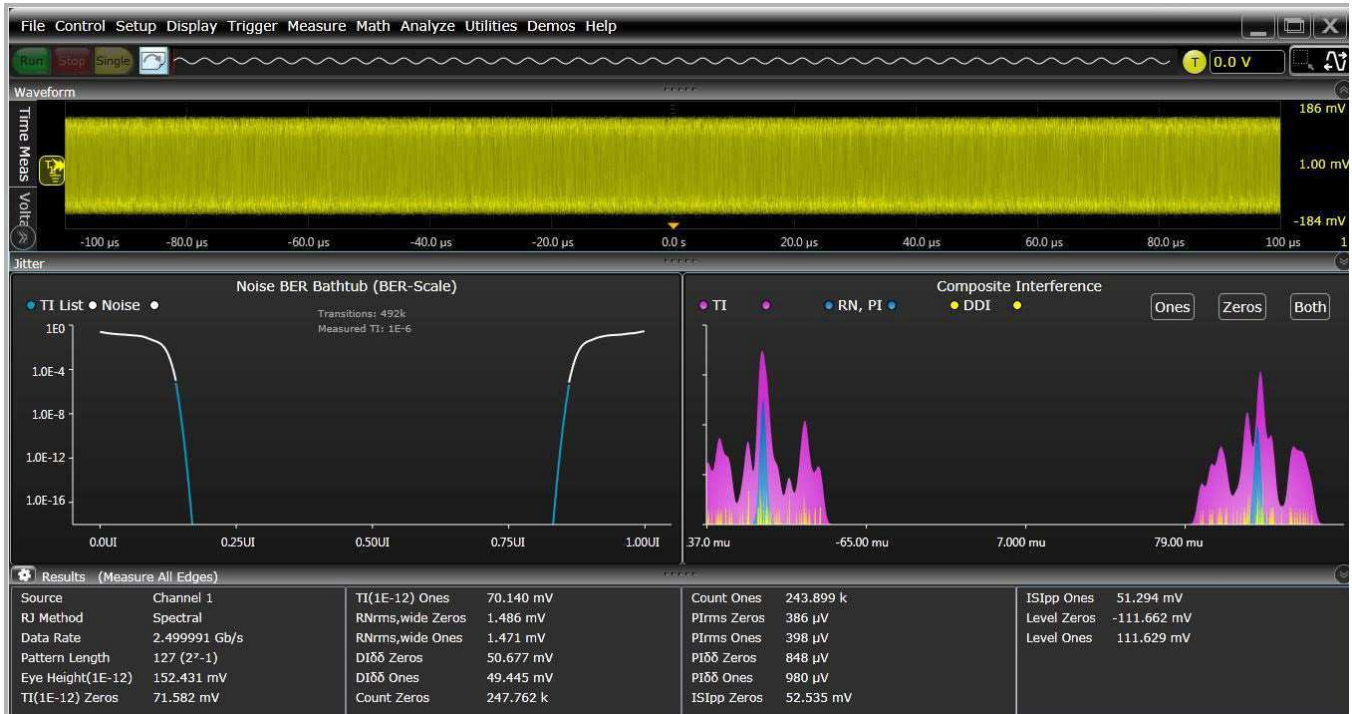 File Control Setup Display Trigger Measure Math Analyze Utilities Demos Help
Run Stop Single T 0.0 V
Waveform
Time Meas
Volta
186 mV
1.00 mV
-184 mV
-100 µs -80.0 µs -60.0 µs -40.0 µs -20.0 µs 0.0 s 20.0 µs 40.0 µs 60.0 µs 80.0 µs 100 µs 1
Jitter
Noise BER Bathtub (BER-Scale)
TI List Noise
Transitions: 492k
Measured TI: 1E-6
1E0
1.0E-4
1.0E-8
1.0E-12
1.0E-16
0.0UI 0.25UI 0.50UI 0.75UI 1.00UI
Composite Interference
TI RN, PI DDI
Ones Zeros Both
37.0 mu -65.00 mu 7.000 mu 79.00 mu
Results (Measure All Edges)
Source Channel 1
RJ Method Spectral
Data Rate 2.499991 Gb/s
Pattern Length 127 (2⁷-1)
Eye Height(1E-12) 152.431 mV
TI(1E-12) Zeros 71.582 mV
TI(1E-12) Ones 70.140 mV
RNrms,wide Zeros 1.486 mV
RNrms,wide Ones 1.471 mV
DIδδ Zeros 50.677 mV
DIδδ Ones 49.445 mV
Count Zeros 247.762 k
Count Ones 243.899 k
PIrms Zeros 386 µV
PIrms Ones 398 µV
PIδδ Zeros 848 µV
PIδδ Ones 980 µV
ISIpp Zeros 52.535 mV
ISIpp Ones 51.294 mV
Level Zeros -111.662 mV
Level Ones 111.629 mV